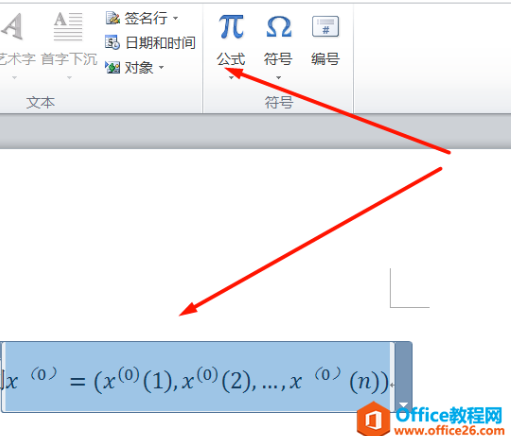 签名行
日期和时间
艺术字 首字下沉 对象 公式 符号 编号
文本 符号
x⁽⁰⁾ = (x⁽⁰⁾(1), x⁽⁰⁾(2), …, x⁽⁰⁾(n))
Office教程网
www.office26.com